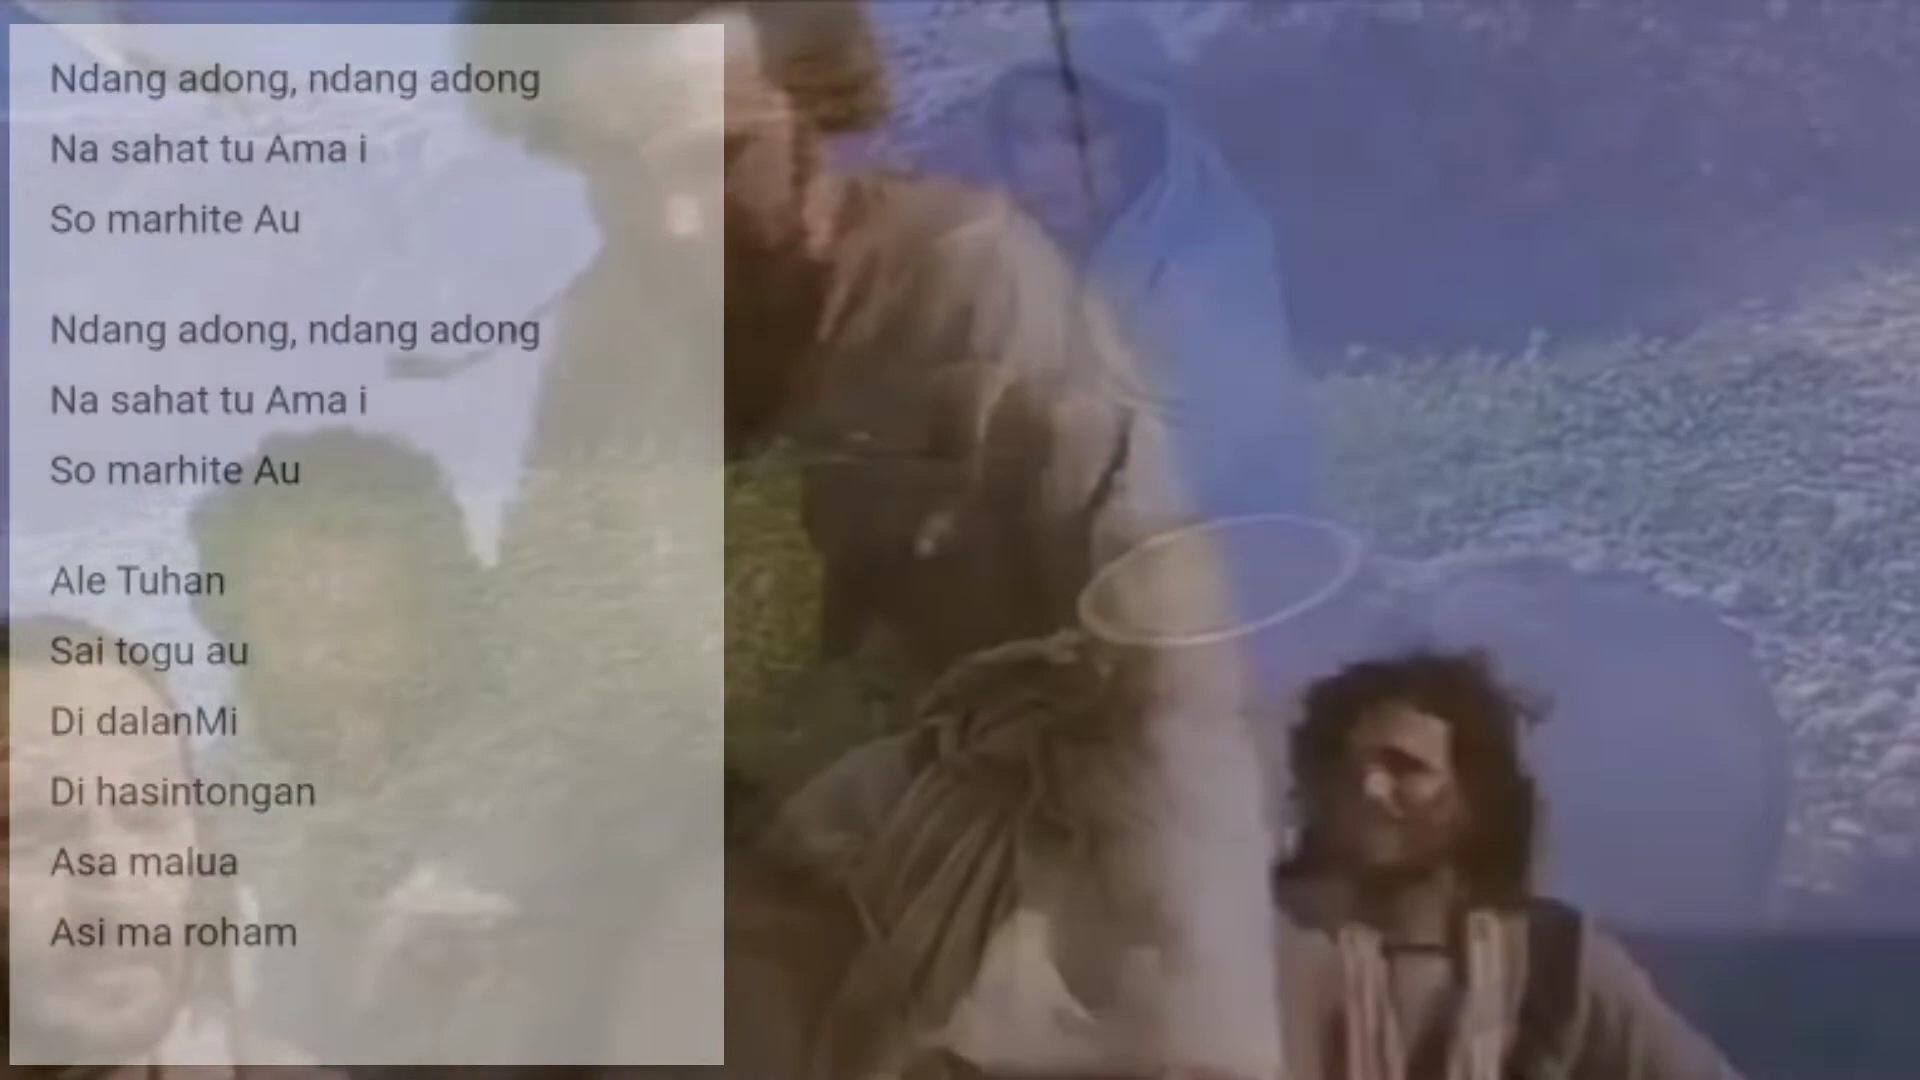 Ndang adong, ndang adong
Na sahat tu Ama i
So marhite Au
Ndang adong, ndang adong
Na sahat tu Ama i
So marhite Au
Ale Tuhan
Sai togu au
Di dalanMi
Di hasintongan
Asa malua
Asi ma roham